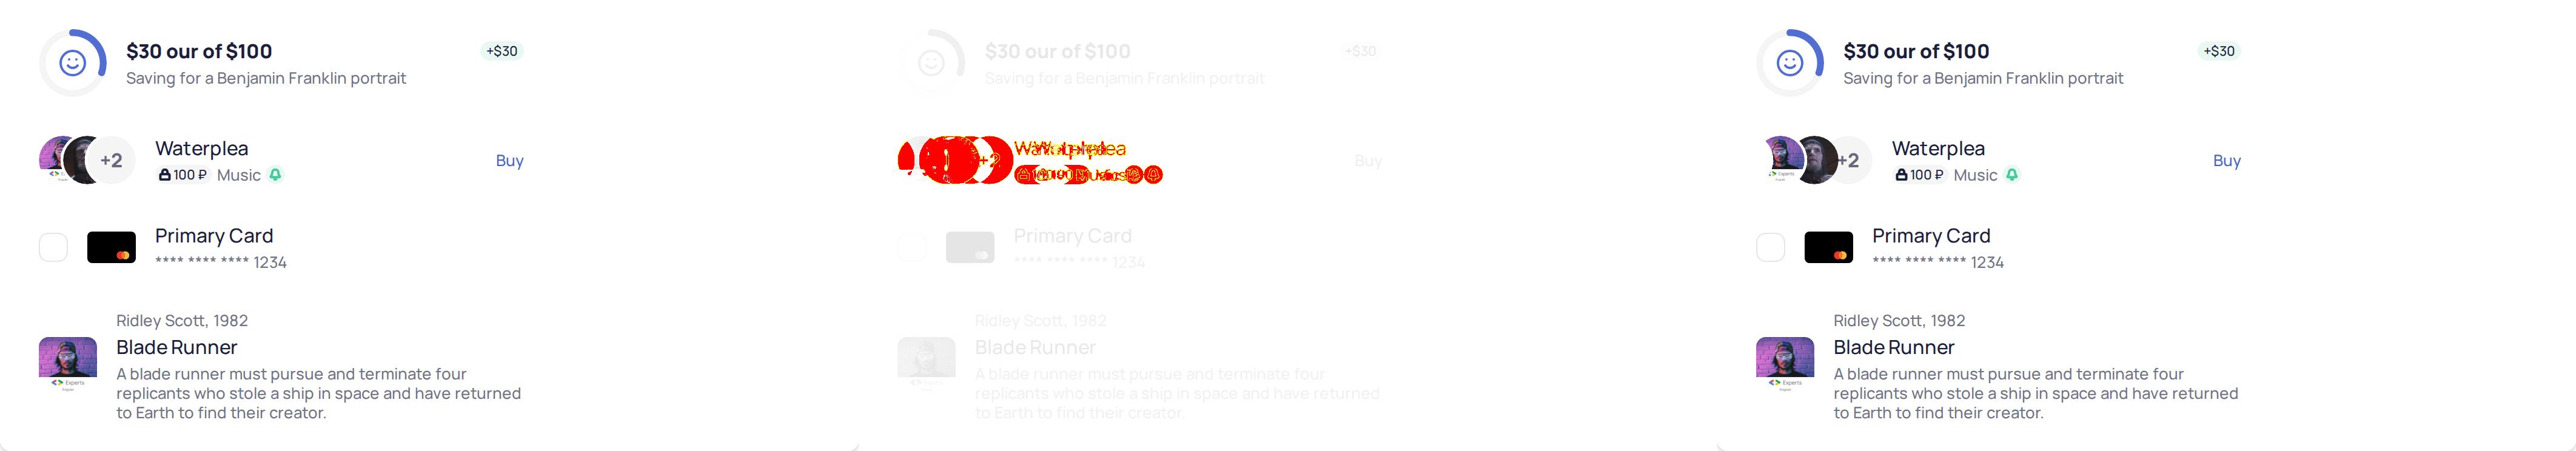 $30 our of $100
+$30
Saving for a Benjamin Franklin portrait
+2
Waterplea
100 ₽ Music
Buy
Primary Card
**** **** **** 1234
Ridley Scott, 1982
Blade Runner
Experts
Angular
A blade runner must pursue and terminate four
replicants who stole a ship in space and have returned
to Earth to find their creator.
$30 our of $100
+$30
Saving for a Benjamin Franklin portrait
+2
Buy
Primary Card
**** **** **** 1234
Ridley Scott, 1982
Blade Runner
A blade runner must pursue and terminate four
replicants who stole a ship in space and have returned
to Earth to find their creator.
$30 our of $100
+$30
Saving for a Benjamin Franklin portrait
Experts
+2
Waterplea
100 ₽ Music
Buy
Primary Card
**** **** **** 1234
Ridley Scott, 1982
Blade Runner
Experts
Angular
A blade runner must pursue and terminate four
replicants who stole a ship in space and have returned
to Earth to find their creator.